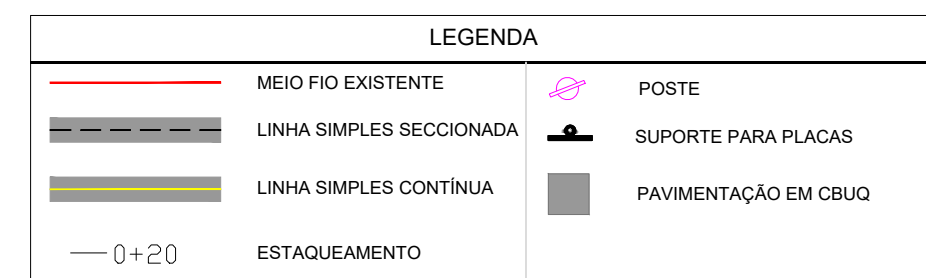 LEGENDA
MEIO FIO EXISTENTE
LINHA SIMPLES SECCIONADA
LINHA SIMPLES CONTÍNUA
0+20 ESTAQUEAMENTO
POSTE
SUPORTE PARA PLACAS
PAVIMENTAÇÃO EM CBUQ